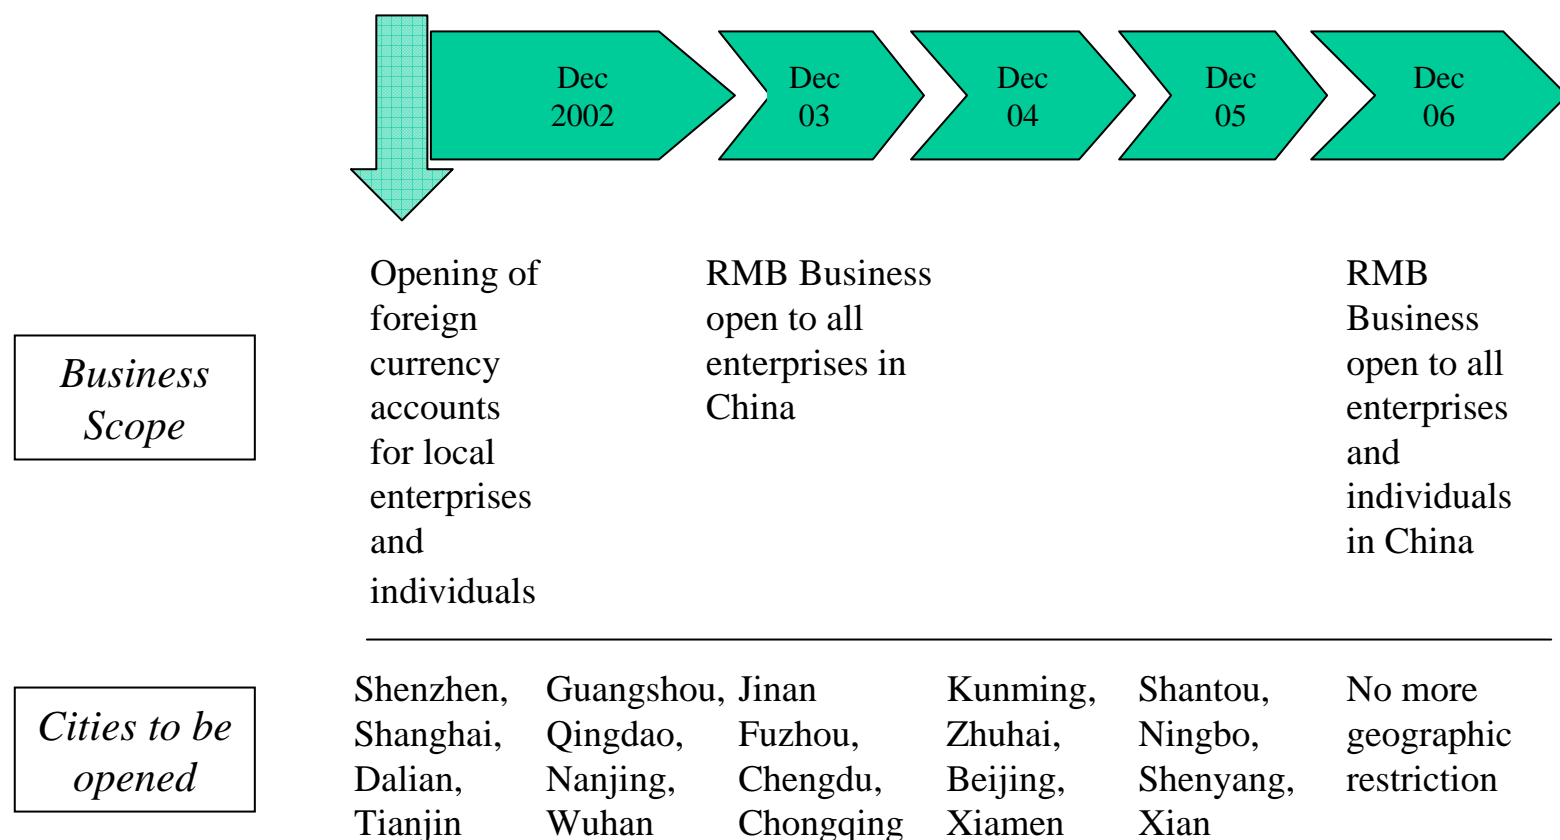 Dec
2002
Dec
03
Dec
04
Dec
05
Dec
06
Business
Scope
Opening of
foreign
currency
accounts
for local
enterprises
and
individuals
RMB Business
open to all
enterprises in
China
RMB
Business
open to all
enterprises
and
individuals
in China
Cities to be
opened
Shenzhen,
Shanghai,
Dalian,
Tianjin
Guangshou,
Qingdao,
Nanjing,
Wuhan
Jinan
Fuzhou,
Chengdu,
Chongqing
Kunming,
Zhuhai,
Beijing,
Xiamen
Shantou,
Ningbo,
Shenyang,
Xian
No more
geographic
restriction